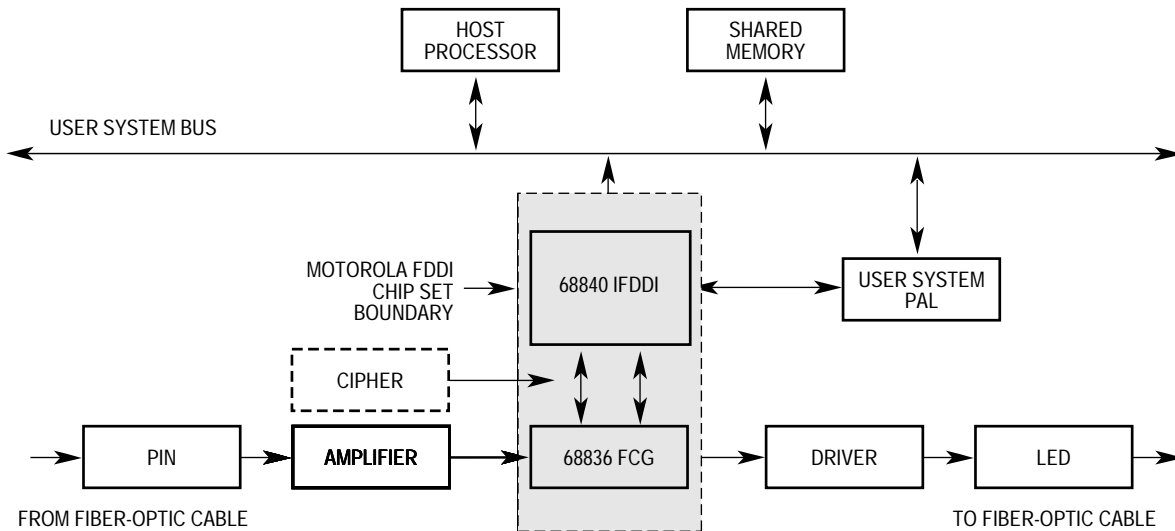 HOST
PROCESSOR
SHARED
MEMORY
USER SYSTEM BUS
MOTOROLA FDDI
CHIP SET
BOUNDARY
68840 IFDDI
USER SYSTEM
PAL
CIPHER
PIN
AMPLIFIER
68836 FCG
DRIVER
LED
FROM FIBER-OPTIC CABLE
TO FIBER-OPTIC CABLE